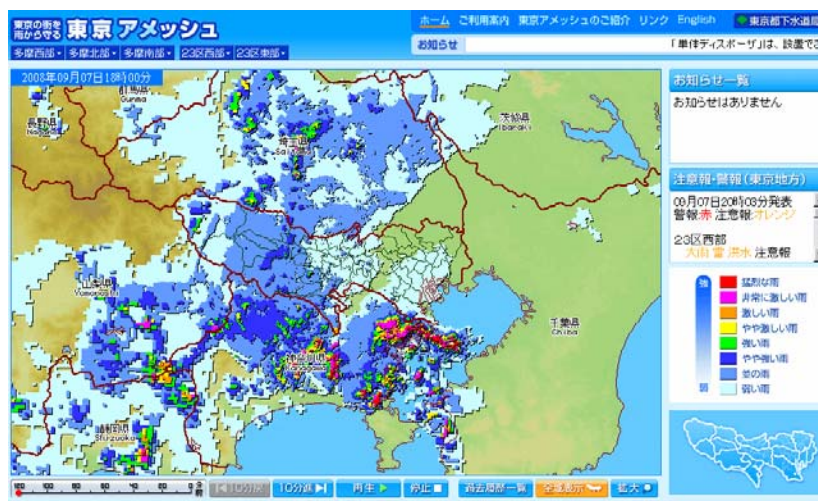 東京の街を
雨から守る 東京 アメッシュ
ホーム ご利用案内 東京アメッシュのご紹介 リンク English 東京都下水道局
多摩西部 多摩北部 多摩南部 23区西部 23区東部
お知らせ 「単体ディスポーザ」は、設置でき
2008年09月07日18時00分
群馬県
Gunma
長野県
埼玉県
茨城県
Ibaraki
山梨県
Yamanashi
神奈川県
Kanagawa
千葉県
Chiba
静岡県
Shizuoka
お知らせ一覧
お知らせはありません
注意報・警報(東京地方)
09月07日20時03分発表
警報:赤 注意報:オレンジ
23区西部
大雨 雷 洪水 注意報
強
猛烈な雨
非常に激しい雨
激しい雨
やや激しい雨
強い雨
やや強い雨
並の雨
弱い雨
弱
120 100 80 60 40 20 0 分前
10分戻 10分進 再生 停止 過去履歴一覧 全域表示 拡大